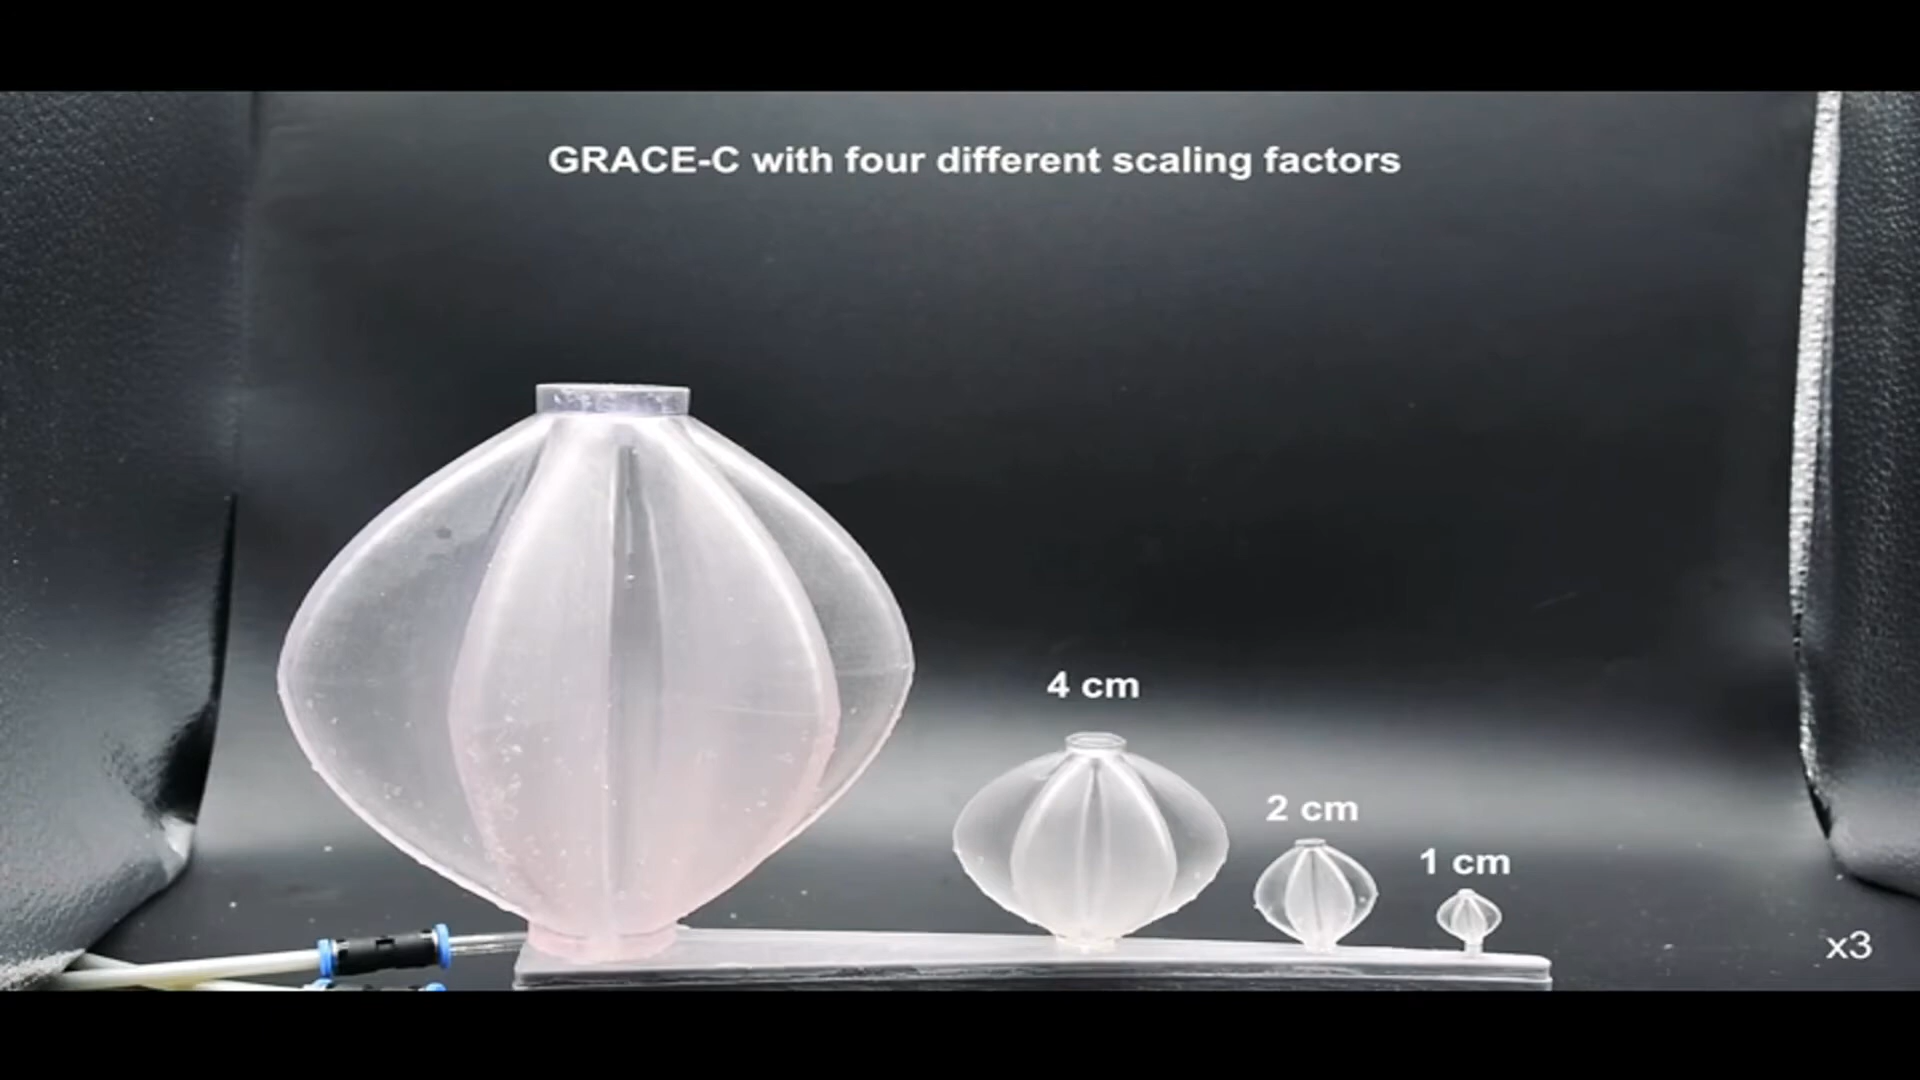 GRACE-C with four different scaling factors
4 cm
2 cm
1 cm
x3